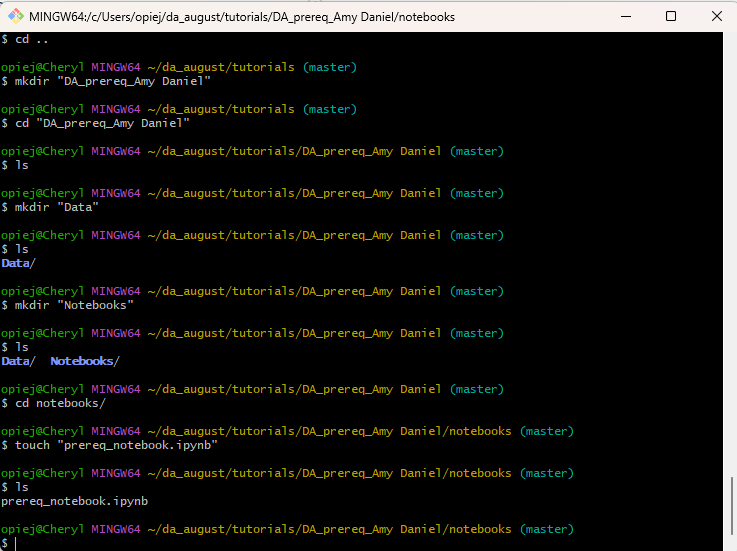 MINGW64:/c/Users/opiej/da_august/tutorials/DA_prereq_Amy Daniel/notebooks
$ cd ..
opiej@Cheryl MINGW64 ~/da_august/tutorials (master)
$ mkdir "DA_prereq_Amy Daniel"
opiej@Cheryl MINGW64 ~/da_august/tutorials (master)
$ cd "DA_prereq_Amy Daniel"
opiej@Cheryl MINGW64 ~/da_august/tutorials/DA_prereq_Amy Daniel (master)
$ ls
opiej@Cheryl MINGW64 ~/da_august/tutorials/DA_prereq_Amy Daniel (master)
$ mkdir "Data"
opiej@Cheryl MINGW64 ~/da_august/tutorials/DA_prereq_Amy Daniel (master)
$ ls
Data/
opiej@Cheryl MINGW64 ~/da_august/tutorials/DA_prereq_Amy Daniel (master)
$ mkdir "Notebooks"
opiej@Cheryl MINGW64 ~/da_august/tutorials/DA_prereq_Amy Daniel (master)
$ ls
Data/  Notebooks/
opiej@Cheryl MINGW64 ~/da_august/tutorials/DA_prereq_Amy Daniel (master)
$ cd notebooks/
opiej@Cheryl MINGW64 ~/da_august/tutorials/DA_prereq_Amy Daniel/notebooks (master)
$ touch "prereq_notebook.ipynb"
opiej@Cheryl MINGW64 ~/da_august/tutorials/DA_prereq_Amy Daniel/notebooks (master)
$ ls
prereq_notebook.ipynb
opiej@Cheryl MINGW64 ~/da_august/tutorials/DA_prereq_Amy Daniel/notebooks (master)
$